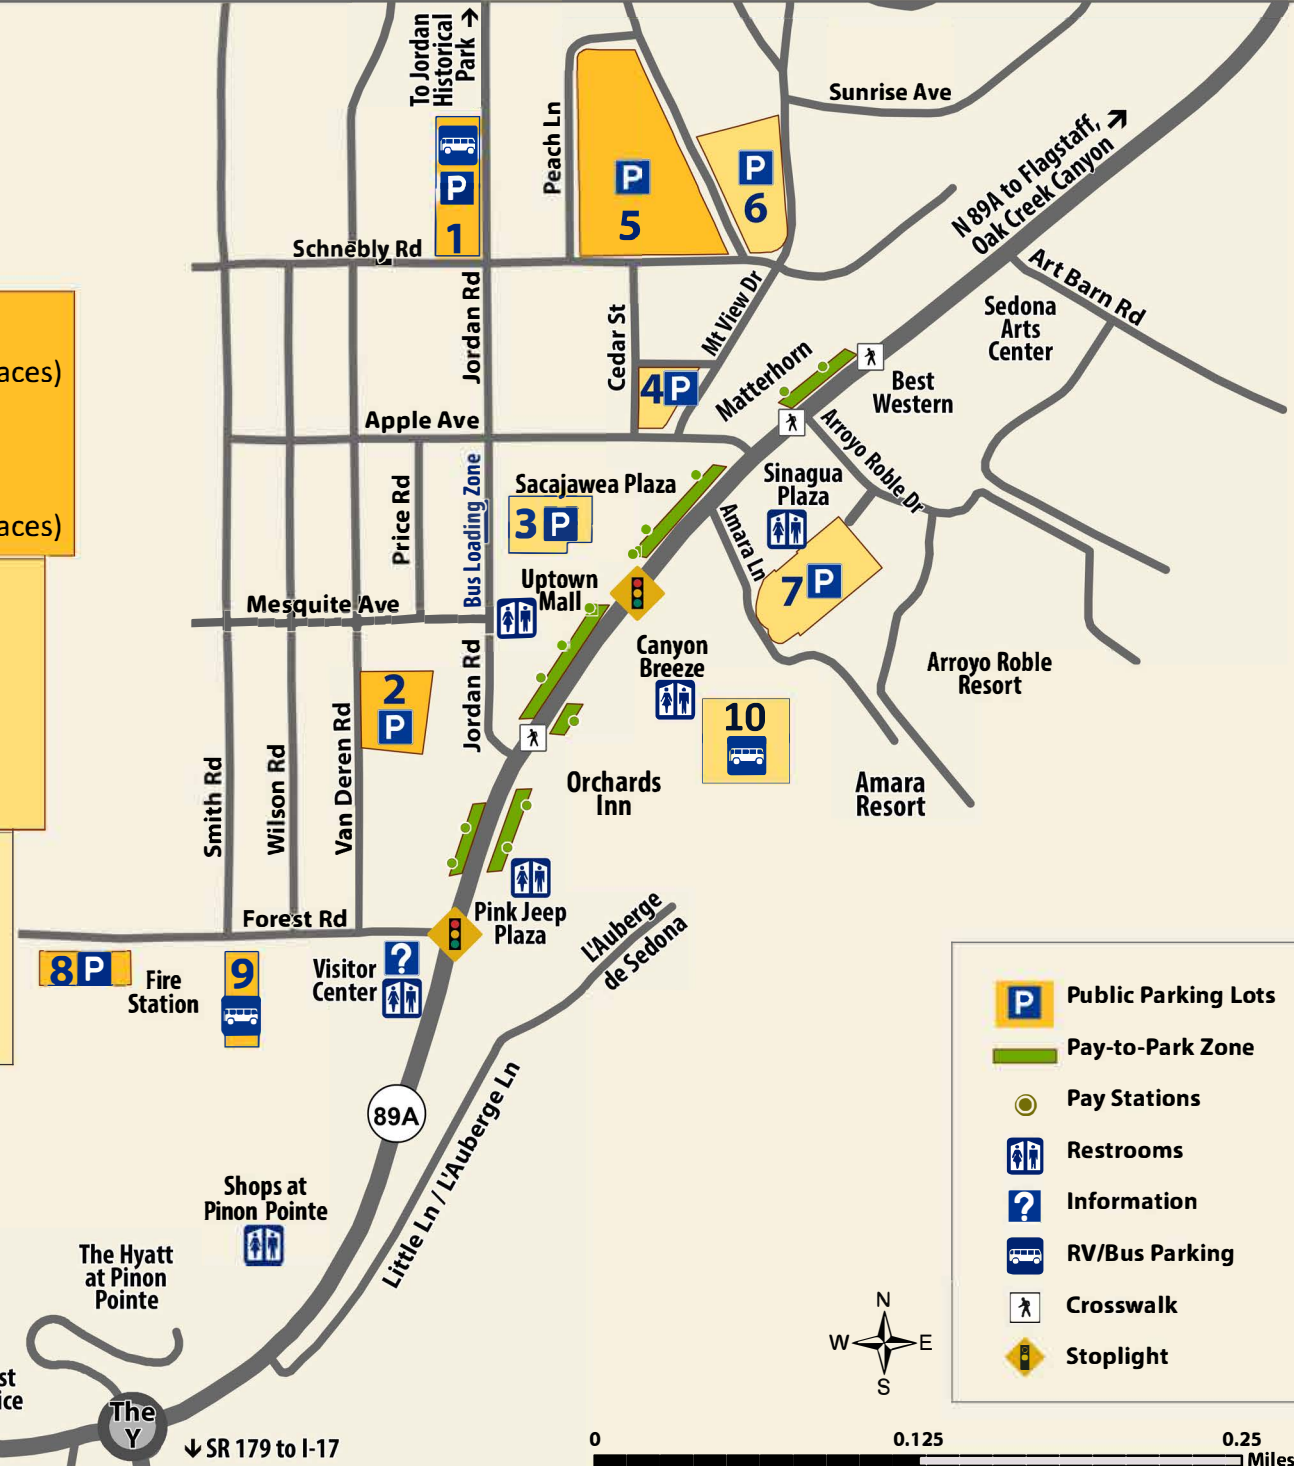 To Jordan
Historical
Park
Sunrise Ave
Peach Ln
P
1
P
5
P
6
N 89A to Flagstaff,
Oak Creek Canyon
Schnebly Rd
Jordan Rd
Cedar St
Mt View Dr
Art Barn Rd
Sedona
Arts
Center
aces)
4 P
Matterhorn
Best
Western
Apple Ave
Arroyo Roble Dr
Price Rd
Bus Loading Zone
Sacajawea Plaza
3 P
Sinagua
Plaza
aces)
Amara Ln
7 P
Uptown
Mall
Mesquite Ave
Canyon
Breeze
Arroyo Roble
Resort
2
P
Jordan Rd
10
Smith Rd
Wilson Rd
Van Deren Rd
Orchards
Inn
Amara
Resort
Forest Rd
Pink Jeep
Plaza
L'Auberge
de Sedona
8 P
Fire
Station
9
Visitor
Center
?
89A
Little Ln / L'Auberge Ln
Shops at
Pinon Pointe
The Hyatt
at Pinon
Pointe
st
ice
The
Y
SR 179 to I-17
N
W E
S
P Public Parking Lots
Pay-to-Park Zone
Pay Stations
Restrooms
? Information
RV/Bus Parking
Crosswalk
Stoplight
0 0.125 0.25
Miles